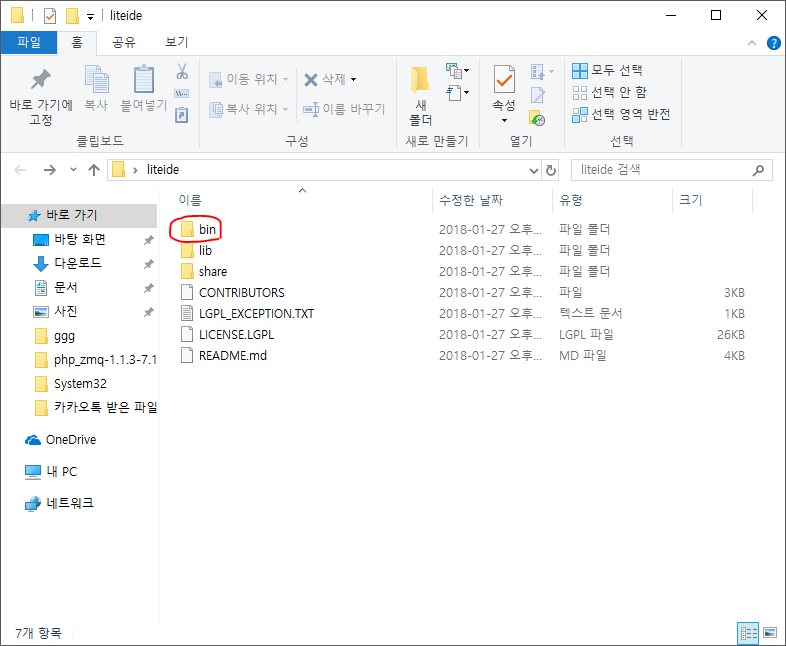 liteide
파일 홈 공유 보기
바로 가기에 고정
복사
붙여넣기
클립보드
이동 위치
복사 위치
삭제
이름 바꾸기
구성
새 폴더
새로 만들기
속성
열기
모두 선택
선택 안 함
선택 영역 반전
선택
liteide
liteide 검색
바로 가기
바탕 화면
다운로드
문서
사진
ggg
php_zmq-1.1.3-7.1
System32
카카오톡 받은 파일
OneDrive
내 PC
네트워크
이름 수정한 날짜 유형 크기
bin 2018-01-27 오후... 파일 폴더
lib 2018-01-27 오후... 파일 폴더
share 2018-01-27 오후... 파일 폴더
CONTRIBUTORS 2018-01-27 오후... 파일 3KB
LGPL_EXCEPTION.TXT 2018-01-27 오후... 텍스트 문서 1KB
LICENSE.LGPL 2018-01-27 오후... LGPL 파일 26KB
README.md 2018-01-27 오후... MD 파일 4KB
7개 항목